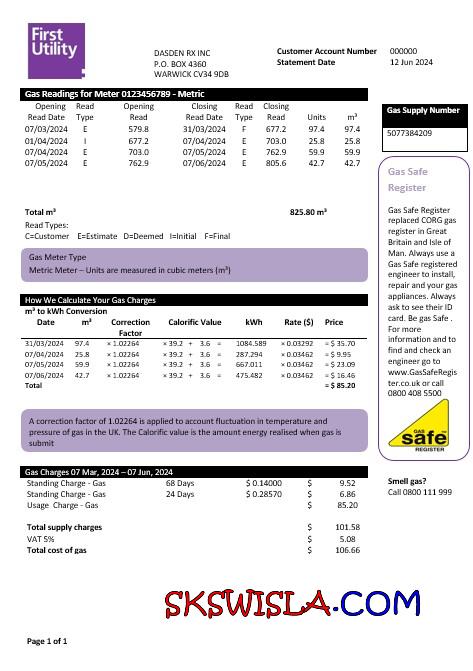 First
Utility
DASDEN RX INC
P.O. BOX 4360
WARWICK CV34 9DB
Customer Account Number 000000
Statement Date 12 Jun 2024
Gas Readings for Meter 0123456789 - Metric
Opening Read Opening Closing Read Closing
Read Date Type Read Read Date Type Read Units m³
07/03/2024 E 579.8 31/03/2024 F 677.2 97.4 97.4
01/04/2024 I 677.2 07/04/2024 E 703.0 25.8 25.8
07/04/2024 E 703.0 07/05/2024 E 762.9 59.9 59.9
07/05/2024 E 762.9 07/06/2024 E 805.6 42.7 42.7
Total m³ 825.80 m³
Read Types:
C=Customer E=Estimate D=Deemed I=Initial F=Final
Gas Meter Type
Metric Meter – Units are measured in cubic meters (m³)
How We Calculate Your Gas Charges
m³ to kWh Conversion
Date m³ Correction Calorific Value kWh Rate ($) Price
Factor
31/03/2024 97.4 × 1.02264 × 39.2 ÷ 3.6 = 1084.589 × 0.03292 = $ 35.70
07/04/2024 25.8 × 1.02264 × 39.2 ÷ 3.6 = 287.294 × 0.03462 = $ 9.95
07/05/2024 59.9 × 1.02264 × 39.2 ÷ 3.6 = 667.011 × 0.03462 = $ 23.09
07/06/2024 42.7 × 1.02264 × 39.2 ÷ 3.6 = 475.482 × 0.03462 = $ 16.46
Total = $ 85.20
A correction factor of 1.02264 is applied to account fluctuation in temperature and
pressure of gas in the UK. The Calorific value is the amount energy realised when gas is
submit
Gas Charges 07 Mar, 2024 – 07 Jun, 2024
Standing Charge - Gas 68 Days $ 0.14000 $ 9.52
Standing Charge - Gas 24 Days $ 0.28570 $ 6.86
Usage Charge - Gas $ 85.20
Total supply charges $ 101.58
VAT 5% $ 5.08
Total cost of gas $ 106.66
Gas Supply Number
5077384209
Gas Safe
Register
Gas Safe Register
replaced CORG gas
register in Great
Britain and Isle of
Man. Always use a
Gas Safe registered
engineer to install,
repair and your gas
appliances. Always
ask to see their ID
card. Be gas Safe .
For more
information and to
find and check an
engineer go to
www.GasSafeRegis
ter.co.uk or call
0800 408 5500
GAS
safe
REGISTER
Smell gas?
Call 0800 111 999
SKSWISLA.COM
Page 1 of 1